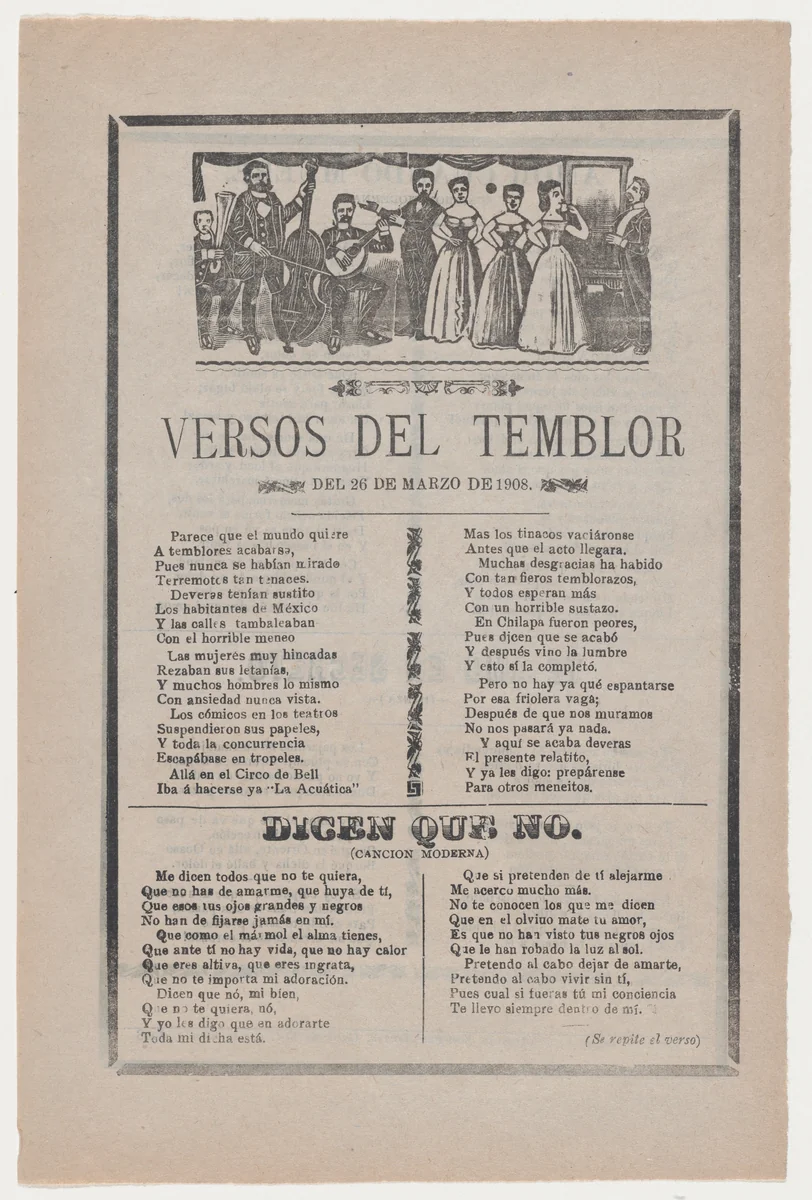 VERSOS DEL TEMBLOR
DEL 26 DE MARZO DE 1908.
Parece que el mundo quiere
A temblores acabarse,
Pues nunca se habían mirado
Terremotos tan tenaces.
Deveras tenían sustito
Los habitantes de México
Y las calles tambaleaban
Con el horrible meneo
Las mujeres muy hincadas
Rezaban sus letanías,
Y muchos hombres lo mismo
Con ansiedad nunca vista.
Los cómicos en los teatros
Suspendieron sus papeles,
Y toda la concurrencia
Escapábase en tropeles.
Allá en el Circo de Bell
Iba á hacerse ya "La Acuática"
Mas los tinacos vaciáronse
Antes que el acto llegara.
Muchas desgracias ha habido
Con tan fieros temblorazos,
Y todos esperan más
Con un horrible sustazo.
En Chilapa fueron peores,
Pues dicen que se acabó
Y después vino la lumbre
Y esto sí la completó.
Pero no hay ya qué espantarse
Por esa friolera vaga;
Después de que nos muramos
No nos pasará ya nada.
Y aquí se acaba deveras
El presente relatito,
Y ya les digo: prepárense
Para otros meneitos.
DICEN QUE NO.
(CANCION MODERNA)
Me dicen todos que no te quiera,
Que no has de amarme, que huya de tí,
Que esos tus ojos grandes y negros
No han de fijarse jamás en mí.
Que como el mármol el alma tienes,
Que ante tí no hay vida, que no hay calor
Que eres altiva, que eres ingrata,
Que no te importa mi adoración.
Dicen que nó, mi bien,
Que no te quiera, nó,
Y yo les digo que en adorarte
Toda mi dicha está.
Que si pretenden de tí alejarme
Me acerco mucho más.
No te conocen los que me dicen
Que en el olvido mate tu amor,
Es que no han visto tus negros ojos
Que le han robado la luz al sol.
Pretendo al cabo dejar de amarte,
Pretendo al cabo vivir sin tí,
Pues cual si fueras tú mi conciencia
Te llevo siempre dentro de mí.
(Se repite el verso)